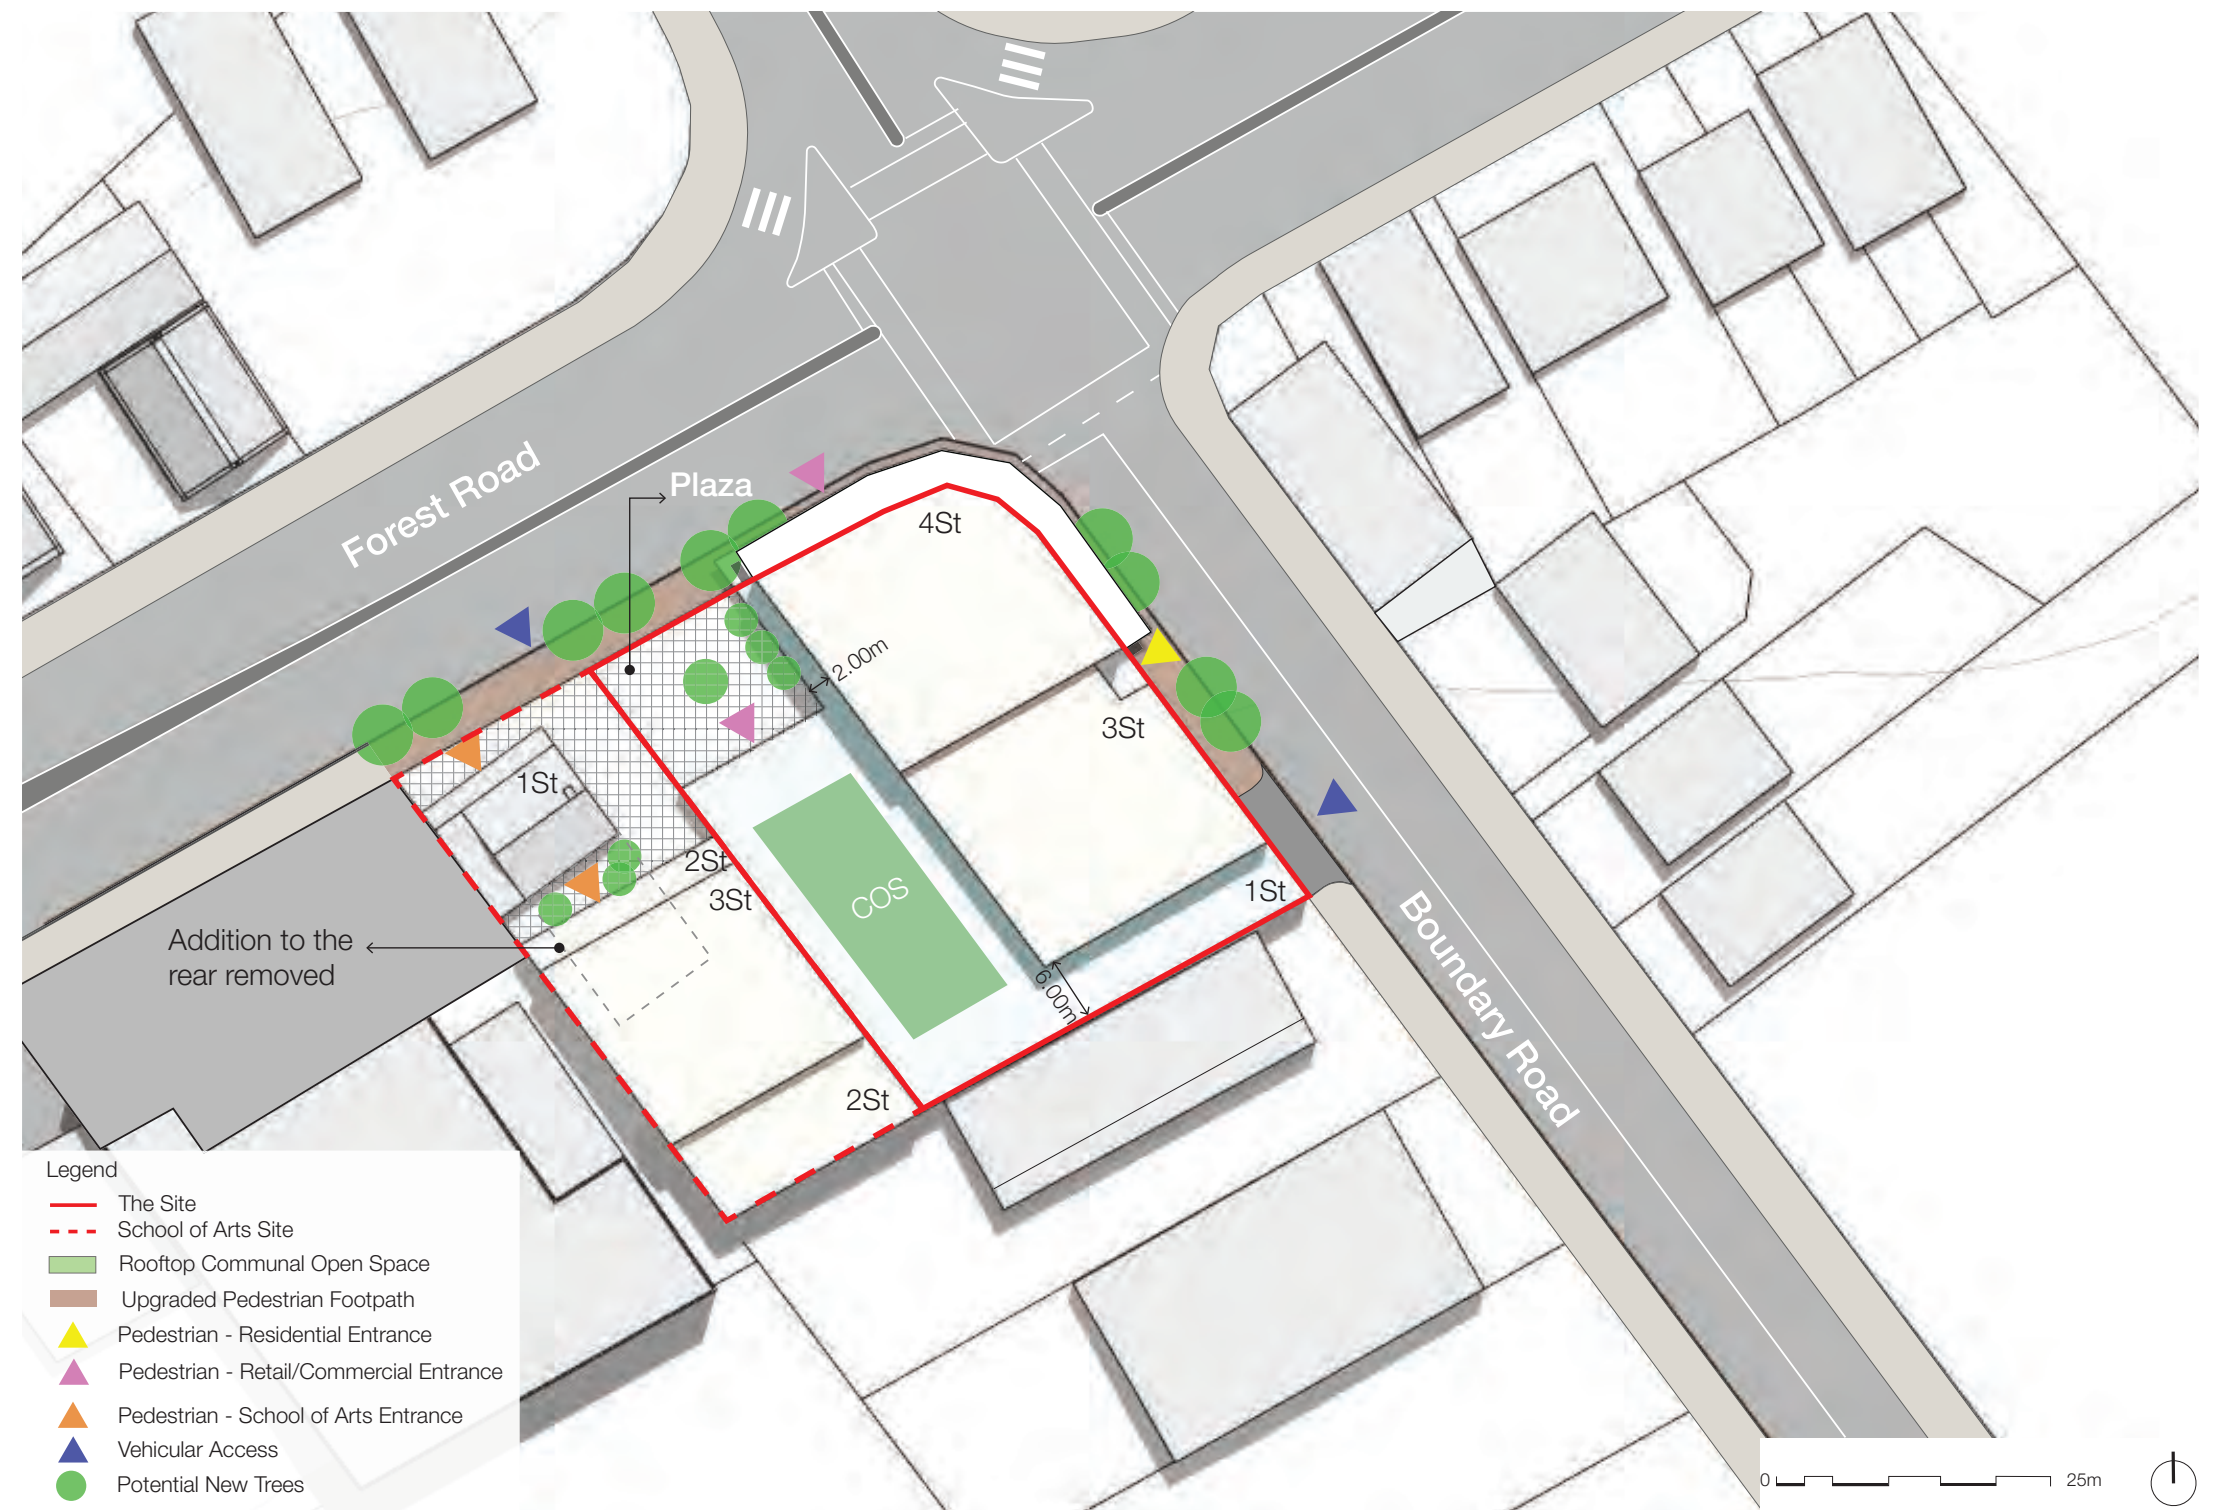 Forest Road
Plaza
4St
2.00m
3St
1St
2St
3St
COS
1St
Addition to the
rear removed
6.00m
Boundary Road
2St
Legend
The Site
School of Arts Site
Rooftop Communal Open Space
Upgraded Pedestrian Footpath
Pedestrian - Residential Entrance
Pedestrian - Retail/Commercial Entrance
Pedestrian - School of Arts Entrance
Vehicular Access
Potential New Trees
0 25m